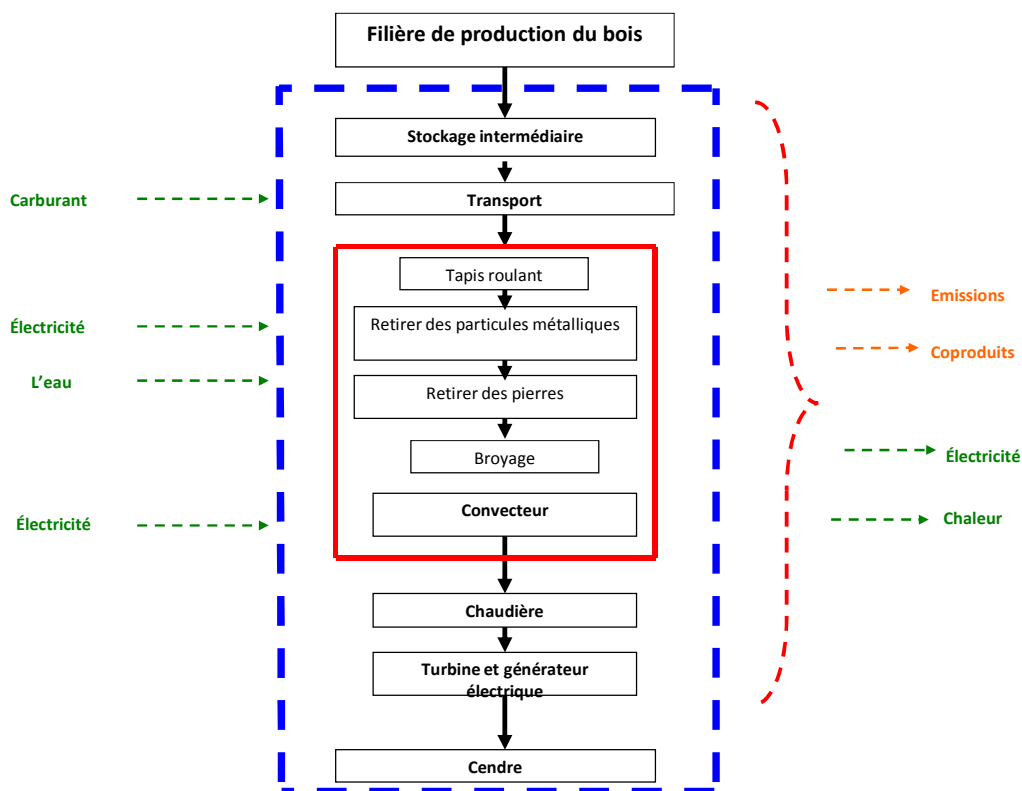 Filière de production du bois
Stockage intermédiaire
Carburant
Transport
Tapis roulant
Emissions
Électricité
Retirer des particules métalliques
Coproduits
L’eau
Retirer des pierres
Broyage
Électricité
Électricité
Convecteur
Chaleur
Chaudière
Turbine et générateur
électrique
Cendre